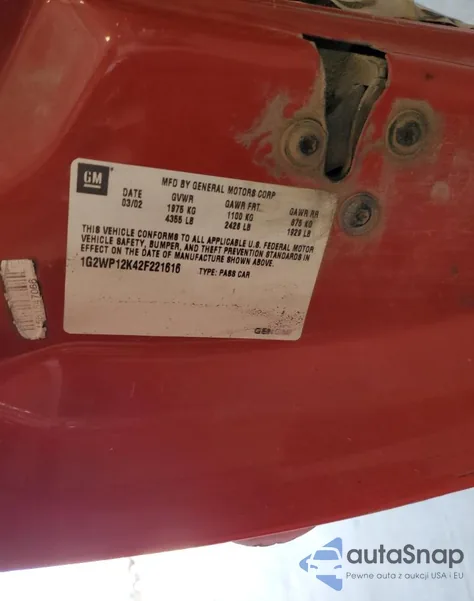 GM
MFD BY GENERAL MOTORS CORP
DATE GVWR GAWR FRT GAWR RR
03/02 1975 KG 1100 KG 875 KG
4355 LB 2426 LB 1929 LB
THIS VEHICLE CONFORMS TO ALL APPLICABLE U.S. FEDERAL MOTOR
VEHICLE SAFETY, BUMPER, AND THEFT PREVENTION STANDARDS IN
EFFECT ON THE DATE OF MANUFACTURE SHOWN ABOVE.
1G2WP12K42F221616 TYPE: PASS CAR
autoSnap
Pewne auta z aukcji USA i EU